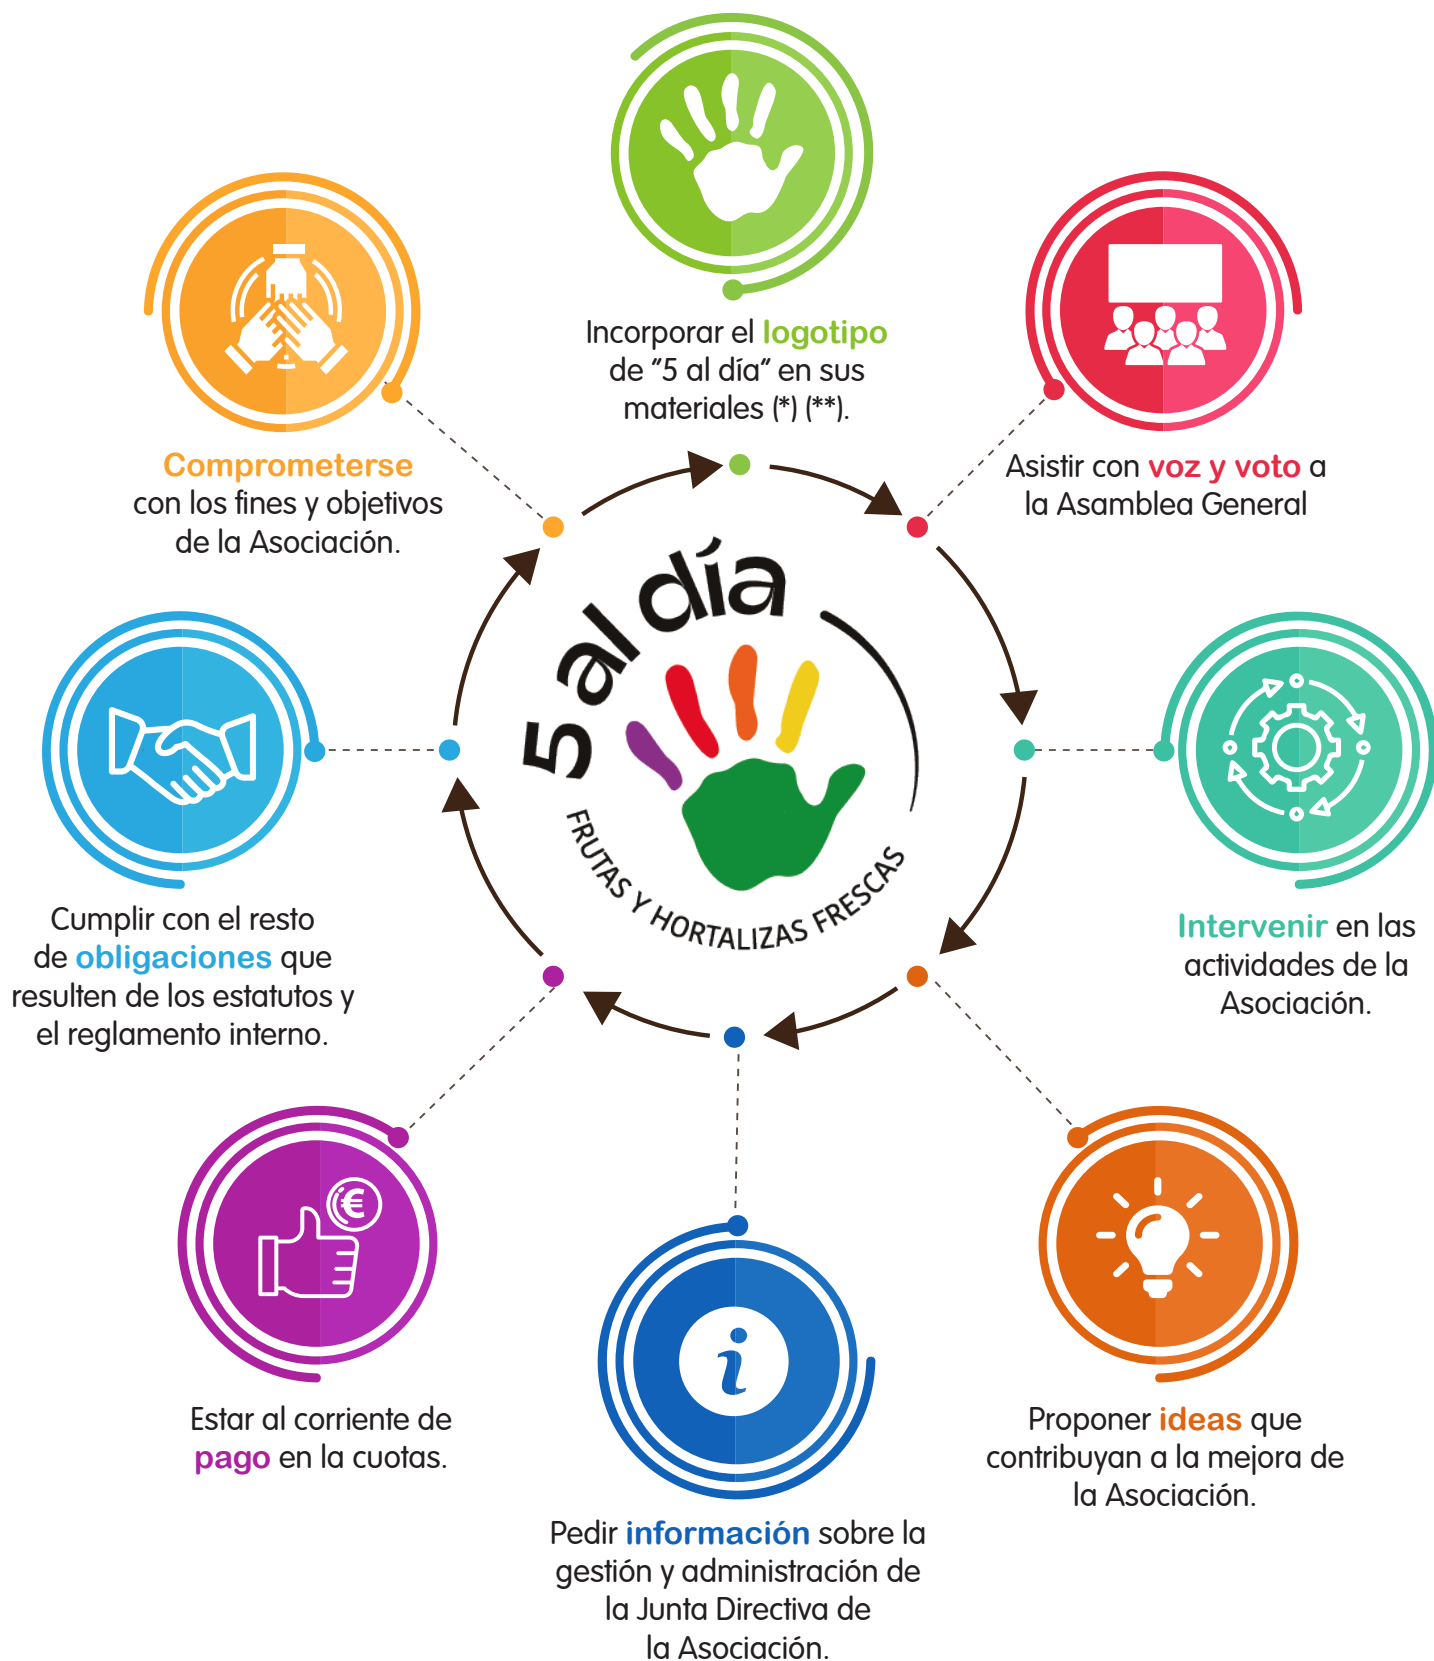 Incorporar el logotipo
de “5 al día” en sus
materiales (*) (**).
Asistir con voz y voto a
la Asamblea General
Intervenir en las
actividades de la
Asociación.
Proponer ideas que
contribuyan a la mejora de
la Asociación.
Pedir información sobre la
gestión y administración de
la Junta Directiva de
la Asociación.
Estar al corriente de
pago en la cuotas.
Cumplir con el resto
de obligaciones que
resulten de los estatutos y
el reglamento interno.
Comprometerse
con los fines y objetivos
de la Asociación.
5 al día
FRUTAS Y HORTALIZAS FRESCAS
€
i